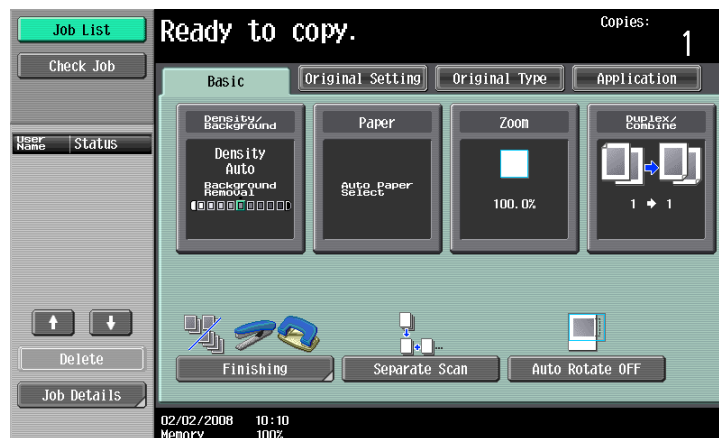 Job List
Check Job
User Name
Status
Delete
Job Details
Ready to copy.
Copies:
1
Basic
Original Setting
Original Type
Application
Density/
Background
Density
Auto
Background
Removal
Paper
Auto Paper
Select
Zoom
100.0%
Duplex/
Combine
1 → 1
Finishing
Separate Scan
Auto Rotate OFF
02/02/2008 10:10
Memory 100%